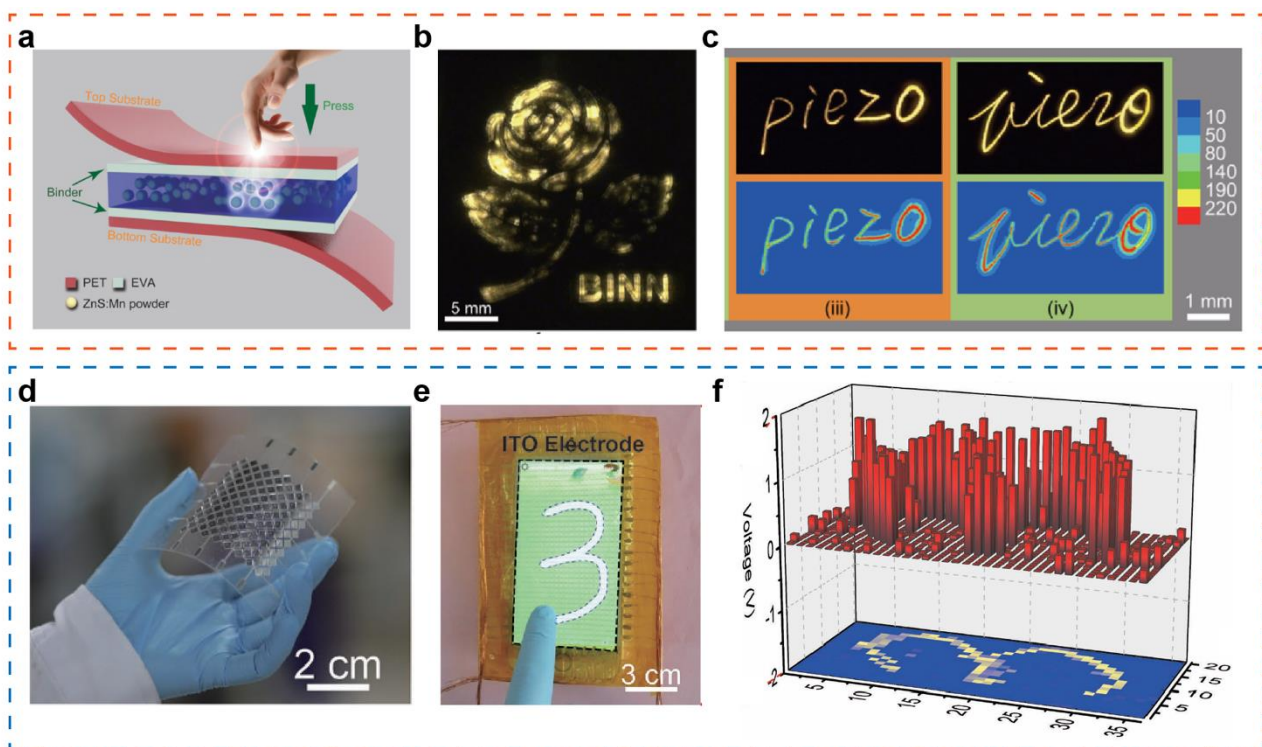 a
Top Substrate
Press
Binder
Bottom Substrate
PET EVA
ZnS:Mn powder
b
BINN
5 mm
c
piezo
piezo
10
50
80
140
190
220
piezo
piezo
(iii)
(iv)
1 mm
d
2 cm
e
ITO Electrode
3
3 cm
f
2
1
0
-1
-2
Voltage (V)
5
10
15
20
25
30
35
5
10
15
20